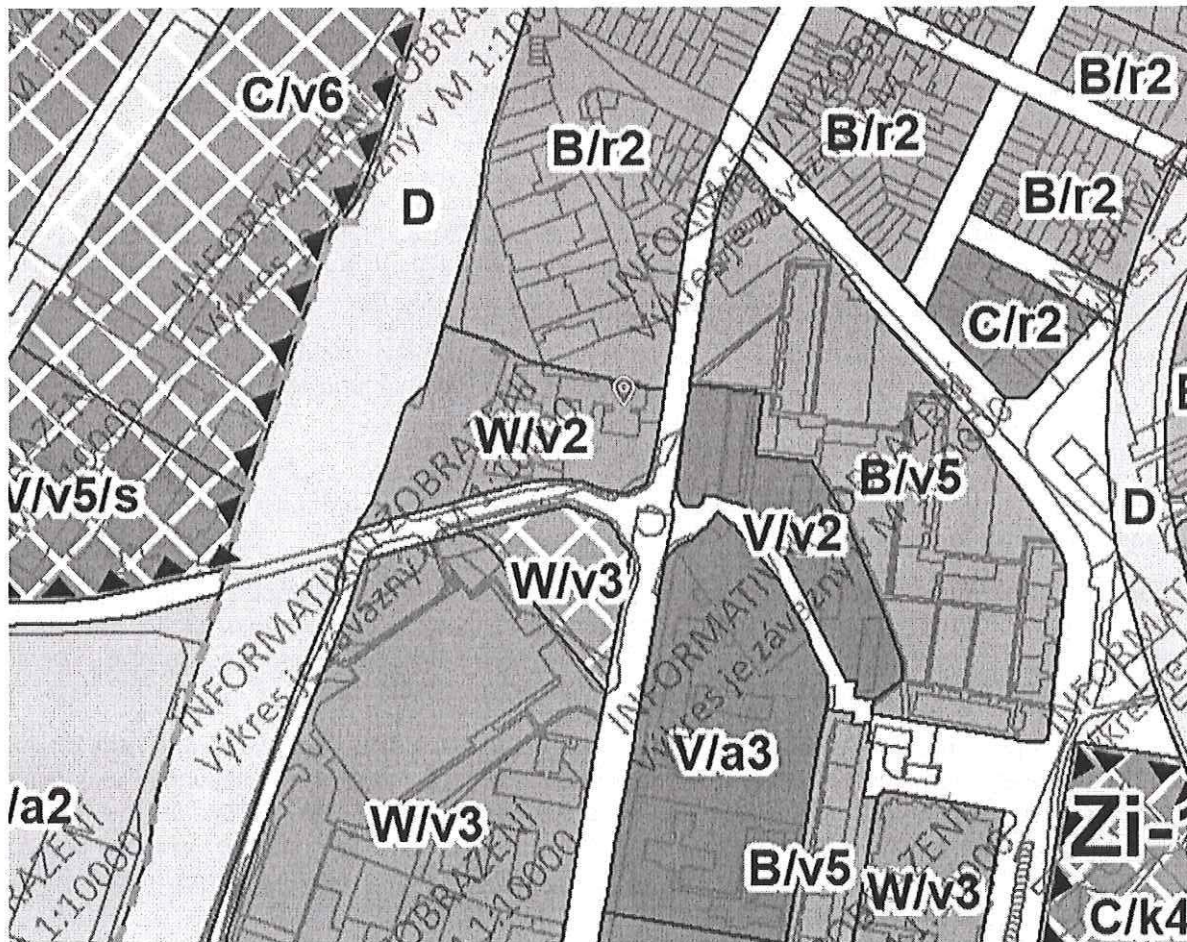 C/v6
D
B/r2
B/r2
B/r2
B/r2
C/r2
W/v2
B/v5
V/v5/s
V/v2
D
W/v3
V/a3
/a2
W/v3
B/v5
W/v3
Zi-
C/k4
INFORMATIVNÍ ZOBRAZENÍ
Výkres je závazný v M 1:10000